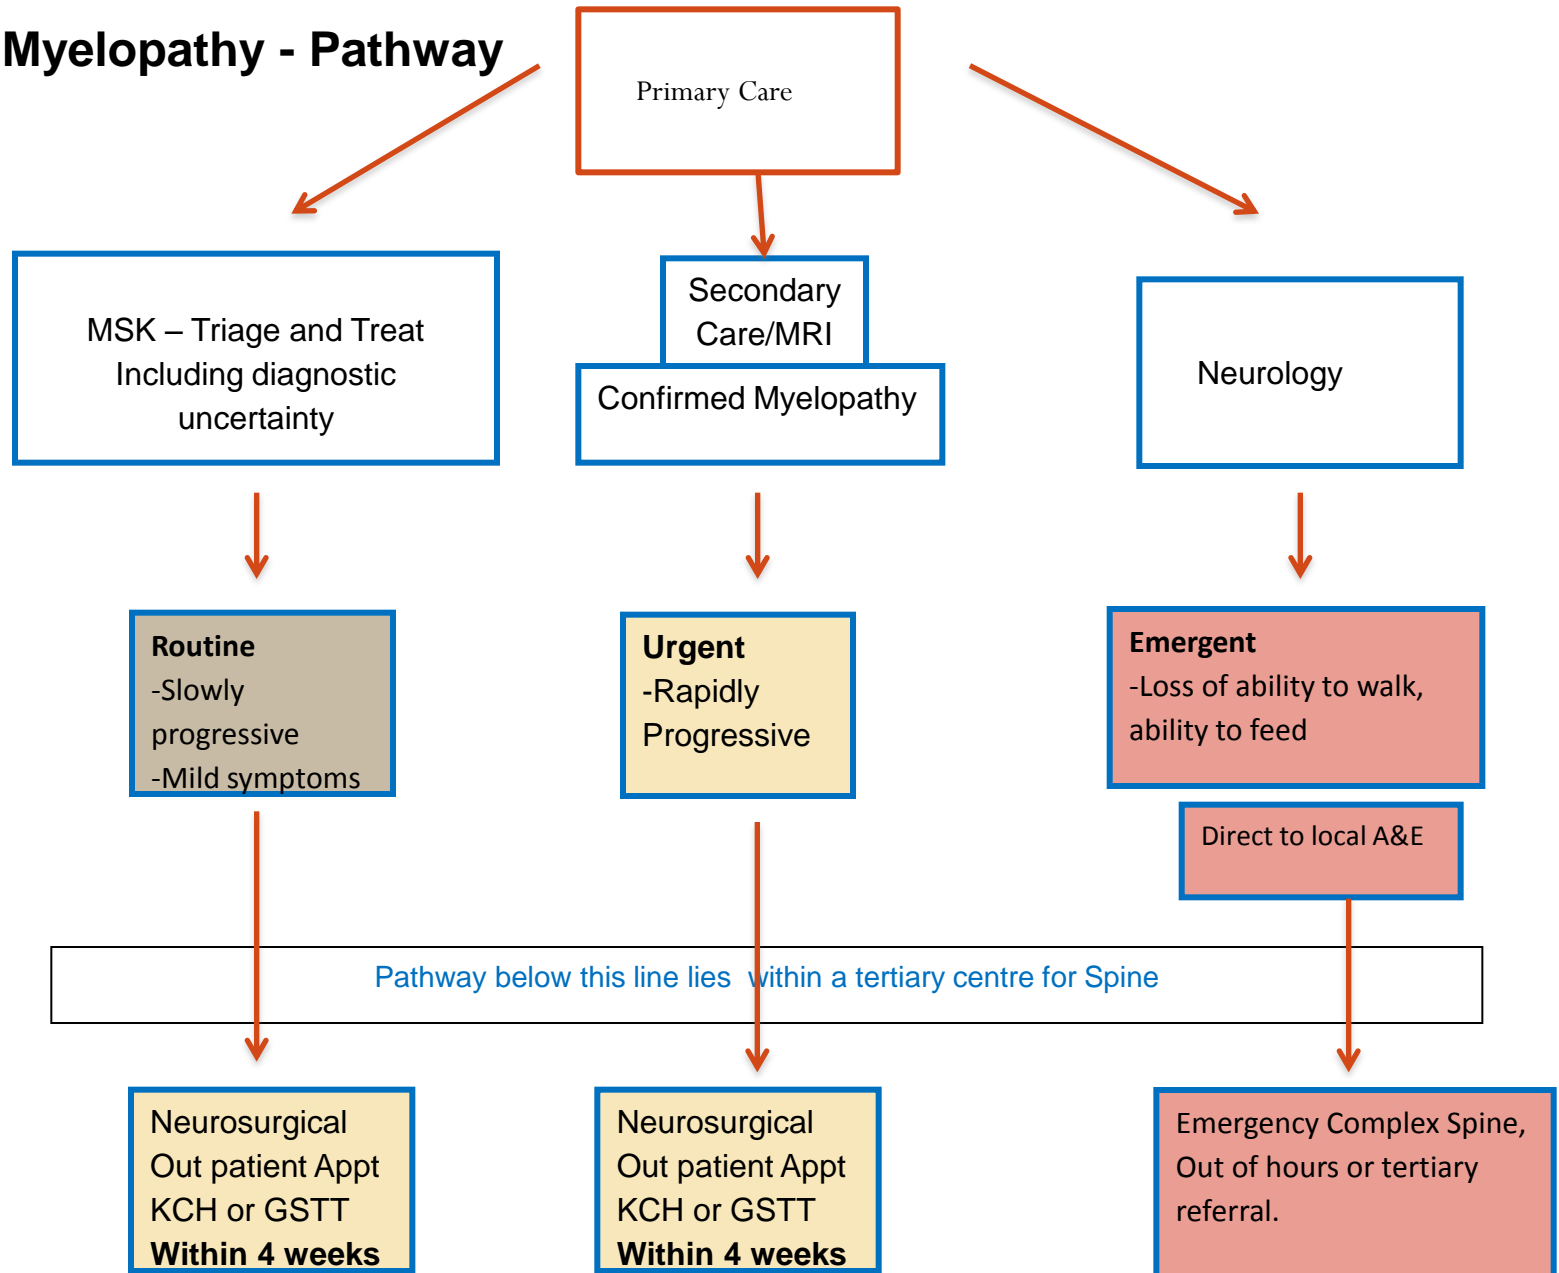 Myelopathy - Pathway
Primary Care
MSK – Triage and Treat
Including diagnostic
uncertainty
Secondary
Care/MRI
Confirmed Myelopathy
Neurology
Routine
-Slowly
progressive
-Mild symptoms
Urgent
-Rapidly
Progressive
Emergent
-Loss of ability to walk,
ability to feed
Direct to local A&E
Pathway below this line lies within a tertiary centre for Spine
Neurosurgical
Out patient Appt
KCH or GSTT
Within 4 weeks
Neurosurgical
Out patient Appt
KCH or GSTT
Within 4 weeks
Emergency Complex Spine,
Out of hours or tertiary
referral.